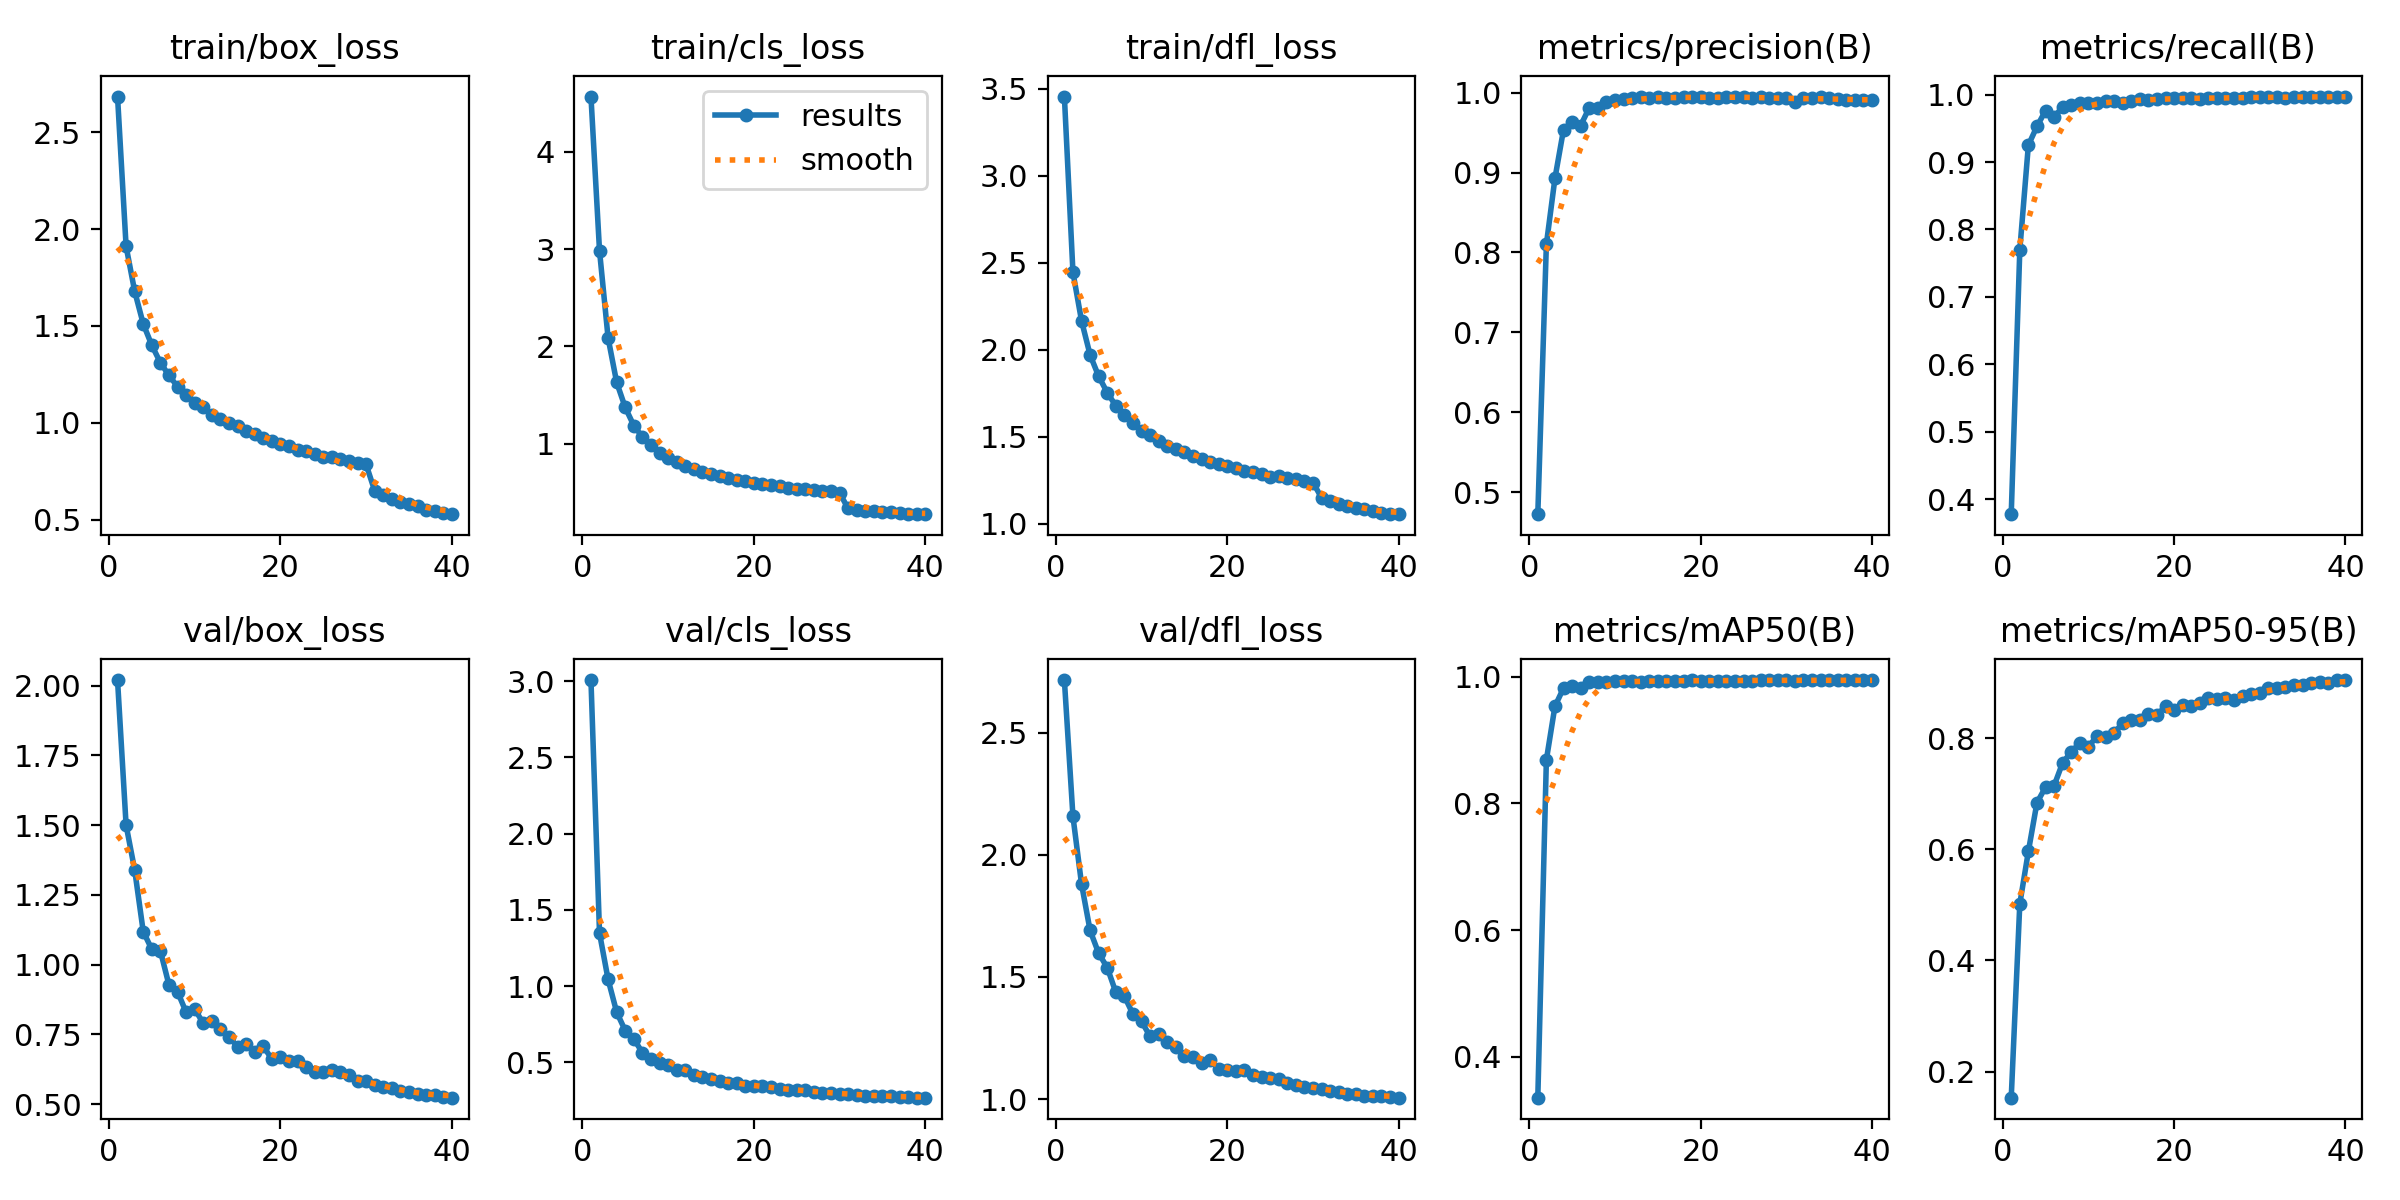 train/box_loss
2.5
2.0
1.5
1.0
0.5
0 20 40
train/cls_loss
results
smooth
4
3
2
1
0 20 40
train/dfl_loss
3.5
3.0
2.5
2.0
1.5
1.0
0 20 40
metrics/precision(B)
1.0
0.9
0.8
0.7
0.6
0.5
0 20 40
metrics/recall(B)
1.0
0.9
0.8
0.7
0.6
0.5
0.4
0 20 40
val/box_loss
2.00
1.75
1.50
1.25
1.00
0.75
0.50
0 20 40
val/cls_loss
3.0
2.5
2.0
1.5
1.0
0.5
0 20 40
val/dfl_loss
2.5
2.0
1.5
1.0
0 20 40
metrics/mAP50(B)
1.0
0.8
0.6
0.4
0 20 40
metrics/mAP50-95(B)
0.8
0.6
0.4
0.2
0 20 40